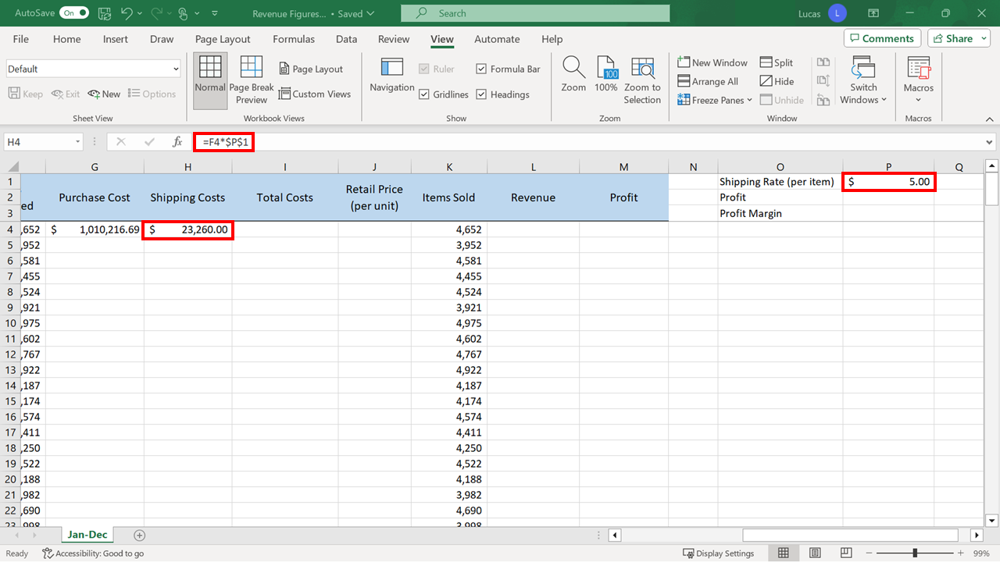 AutoSave On Revenue Figures... • Saved Search Lucas L
File Home Insert Draw Page Layout Formulas Data Review View Automate Help Comments Share
Default
Keep Exit New Options
Sheet View
Normal
Page Break
Preview
Page Layout
Custom Views
Workbook Views
Navigation
Ruler
Gridlines
Formula Bar
Headings
Show
Zoom
100
100%
Zoom to
Selection
Zoom
New Window
Arrange All
Freeze Panes
Split
Hide
Unhide
Switch
Windows
Window
Macros
Macros
H4 fx =F4*$P$1
G H I J K L M N O P Q
1 Shipping Rate (per item) $ 5.00
2 Profit
3 Profit Margin
ed Purchase Cost Shipping Costs Total Costs Retail Price
(per unit) Items Sold Revenue Profit
4 ,652 $ 1,010,216.69 $ 23,260.00 4,652
5 ,952 3,952
6 ,581 4,581
7 ,455 4,455
8 ,524 4,524
9 ,921 3,921
10 ,975 4,975
11 ,602 4,602
12 ,767 4,767
13 ,922 4,922
14 ,187 4,187
15 ,174 4,174
16 ,574 4,574
17 ,411 4,411
18 ,250 4,250
19 ,522 4,522
20 ,188 4,188
21 ,982 3,982
22 ,690 4,690
23 ,998 3,998
Jan-Dec
Ready Accessibility: Good to go Display Settings 99%